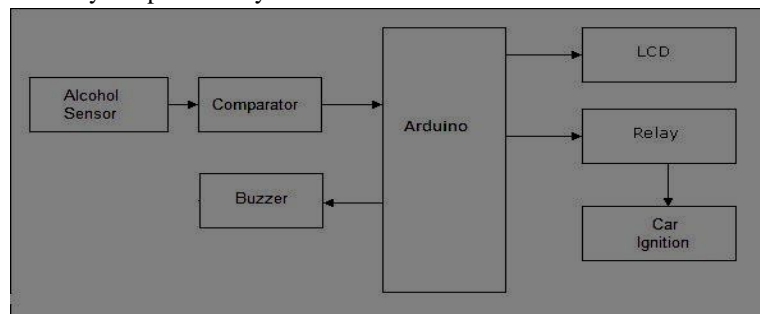 Alcohol
Sensor
Comparator
Buzzer
Arduino
LCD
Relay
Car
Ignition